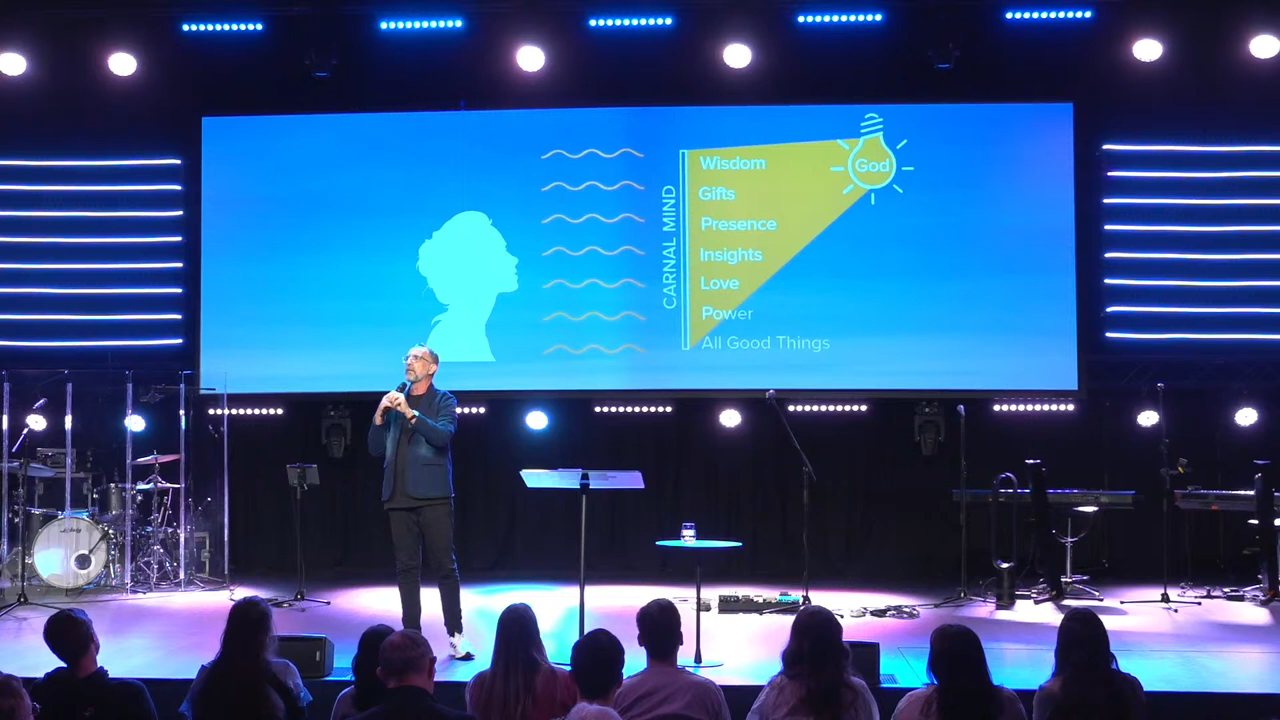 God
CARNAL MIND
Wisdom
Gifts
Presence
Insights
Love
Power
All Good Things